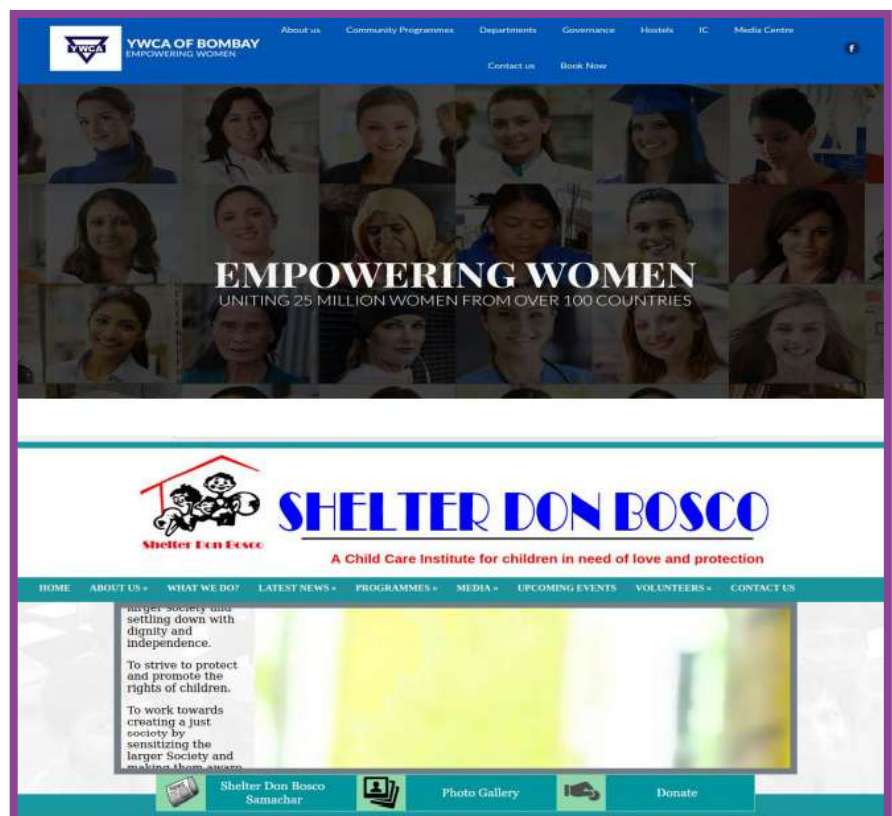 YWCA
YWCA OF BOMBAY
EMPOWERING WOMEN
About us Community Programmes Departments Governance Hostels IC Media Centre
Contact us Book Now
f
EMPOWERING WOMEN
UNITING 25 MILLION WOMEN FROM OVER 100 COUNTRIES
Shelter Don Bosco
SHELTER DON BOSCO
A Child Care Institute for children in need of love and protection
HOME ABOUT US » WHAT WE DO? LATEST NEWS » PROGRAMMES » MEDIA » UPCOMING EVENTS VOLUNTEERS » CONTACT US
larger Society and
settling down with
dignity and
independence.
To strive to protect
and promote the
rights of children.
To work towards
creating a just
society by
sensitizing the
larger Society and
making them aware
Shelter Don Bosco
Samachar
Photo Gallery
Donate